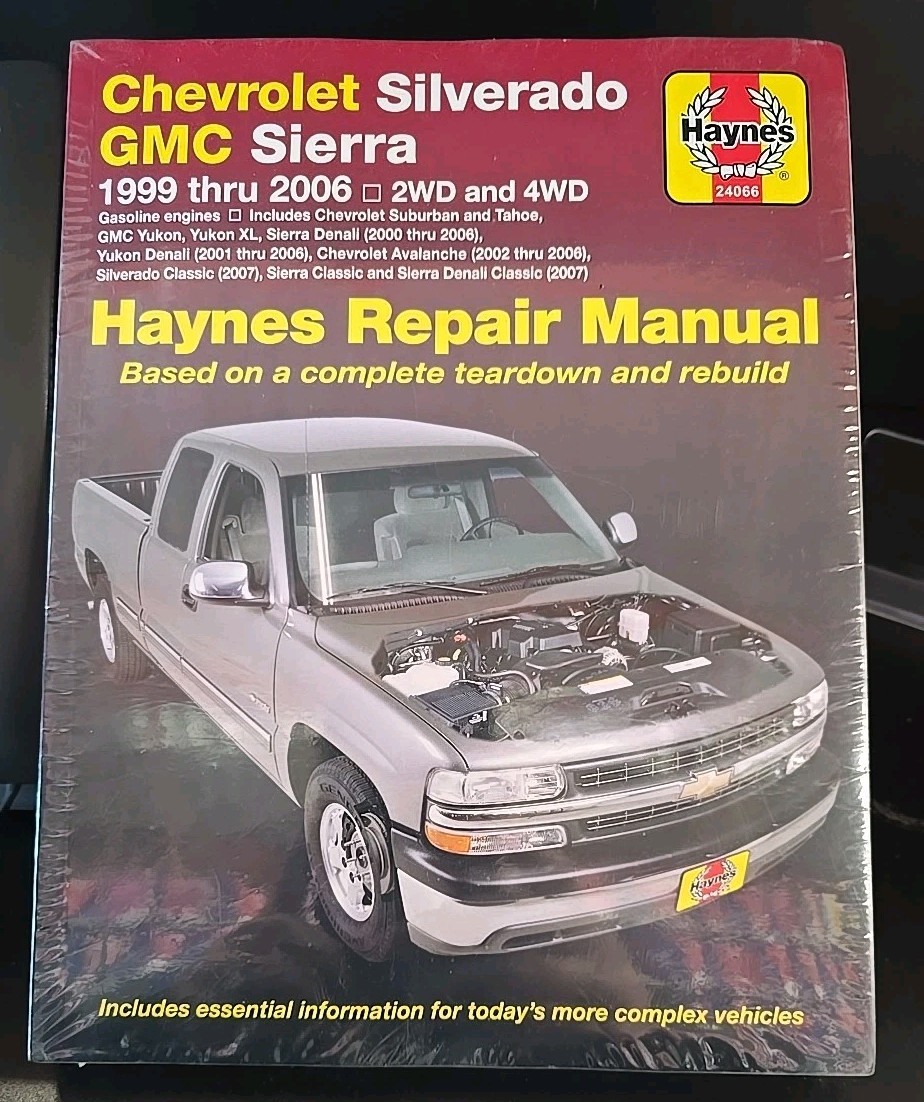 Chevrolet Silverado
GMC Sierra
Haynes
®
24066
1999 thru 2006 □ 2WD and 4WD
Gasoline engines □ Includes Chevrolet Suburban and Tahoe,
GMC Yukon, Yukon XL, Sierra Denali (2000 thru 2006),
Yukon Denali (2001 thru 2006), Chevrolet Avalanche (2002 thru 2006),
Silverado Classic (2007), Sierra Classic and Sierra Denali Classic (2007)
Haynes Repair Manual
Based on a complete teardown and rebuild
Haynes
Includes essential information for today's more complex vehicles